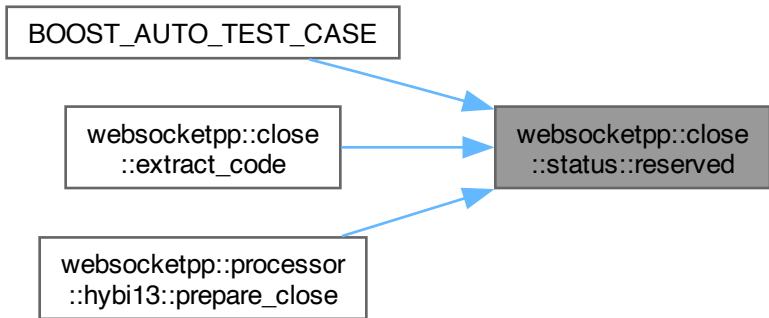 BOOST_AUTO_TEST_CASE
websocketpp::close
::extract_code
websocketpp::close
::status::reserved
websocketpp::processor
::hybi13::prepare_close